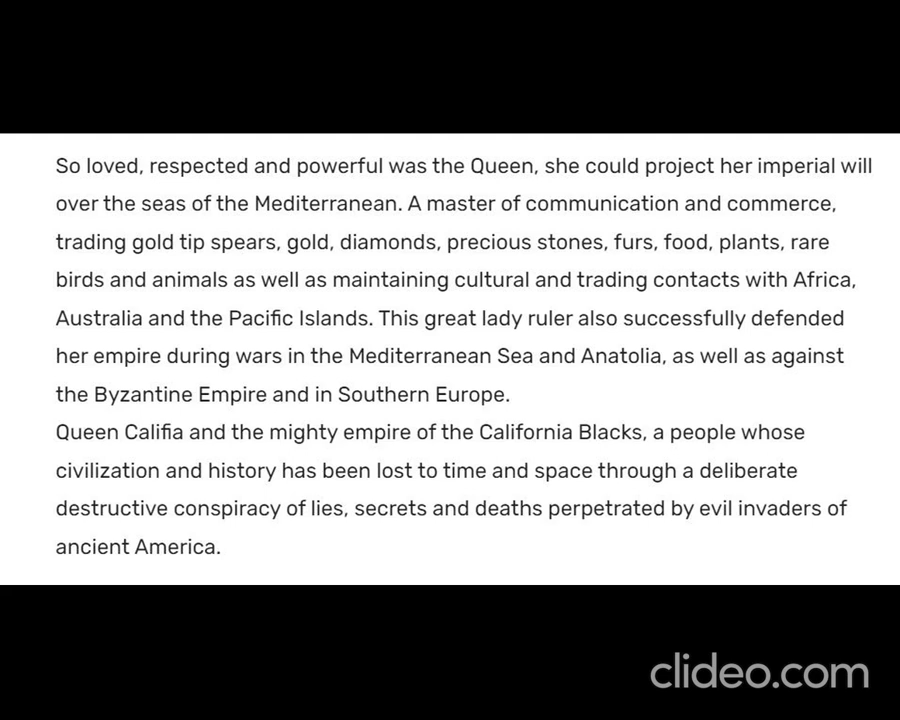 So loved, respected and powerful was the Queen, she could project her imperial will
over the seas of the Mediterranean. A master of communication and commerce,
trading gold tip spears, gold, diamonds, precious stones, furs, food, plants, rare
birds and animals as well as maintaining cultural and trading contacts with Africa,
Australia and the Pacific Islands. This great lady ruler also successfully defended
her empire during wars in the Mediterranean Sea and Anatolia, as well as against
the Byzantine Empire and in Southern Europe.
Queen Califia and the mighty empire of the California Blacks, a people whose
civilization and history has been lost to time and space through a deliberate
destructive conspiracy of lies, secrets and deaths perpetrated by evil invaders of
ancient America.
clideo.com